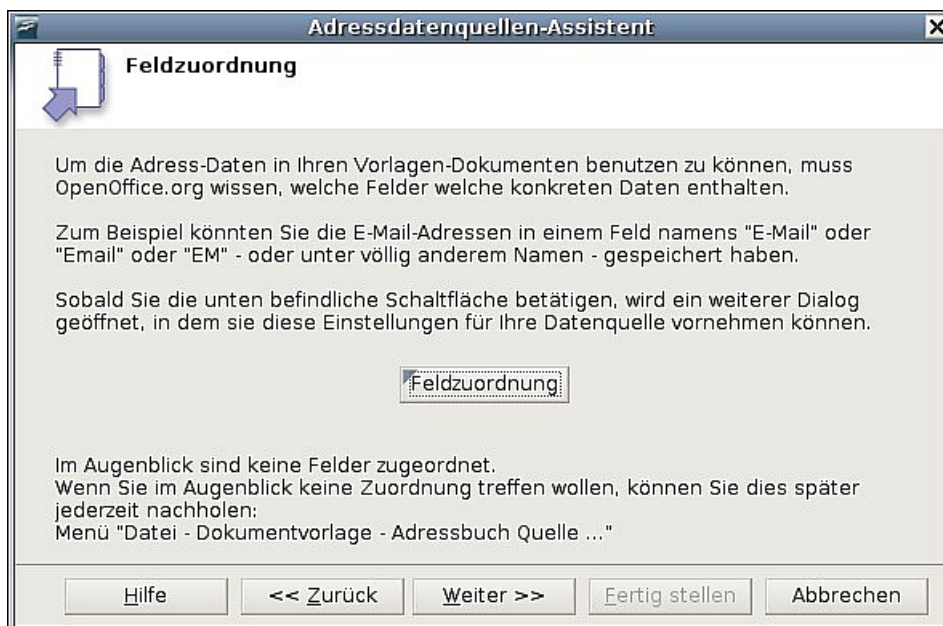 Adressdatenquellen-Assistent
Feldzuordnung
Um die Adress-Daten in Ihren Vorlagen-Dokumenten benutzen zu können, muss
OpenOffice.org wissen, welche Felder welche konkreten Daten enthalten.
Zum Beispiel könnten Sie die E-Mail-Adressen in einem Feld namens "E-Mail" oder
"Email" oder "EM" - oder unter völlig anderem Namen - gespeichert haben.
Sobald Sie die unten befindliche Schaltfläche betätigen, wird ein weiterer Dialog
geöffnet, in dem sie diese Einstellungen für Ihre Datenquelle vornehmen können.
Feldzuordnung
Im Augenblick sind keine Felder zugeordnet.
Wenn Sie im Augenblick keine Zuordnung treffen wollen, können Sie dies später
jederzeit nachholen:
Menü "Datei - Dokumentvorlage - Adressbuch Quelle ..."
Hilfe
<< Zurück
Weiter >>
Fertig stellen
Abbrechen